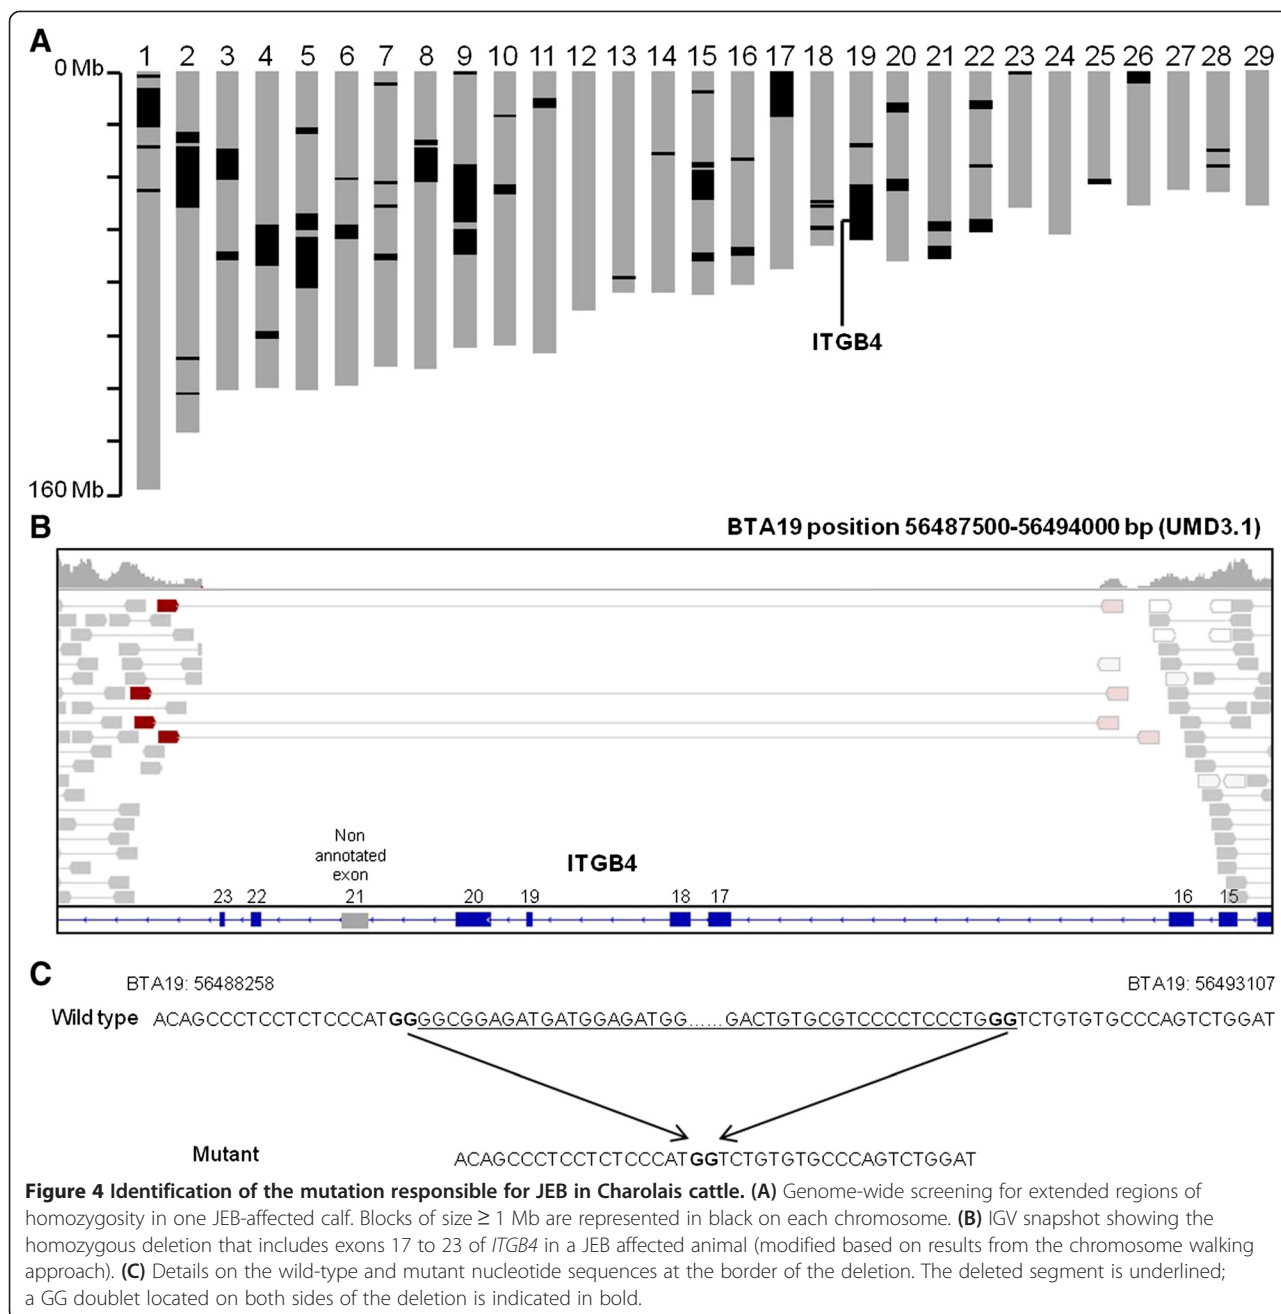 A
1 2 3 4 5 6 7 8 9 10 11 12 13 14 15 16 17 18 19 20 21 22 23 24 25 26 27 28 29
0 Mb
ITGB4
160 Mb
B
BTA19 position 56487500-56494000 bp (UMD3.1)
Non
annotated
exon
ITGB4
23 22 21 20 19 18 17 16 15
C
BTA19: 56488258 BTA19: 56493107
Wild type ACAGCCCTCCTCTCCCATGGGGCGGAGATGATGGAGATGG......GACTGTGCGTCCCCTCCCTGGGTCTGTGTGCCCAGTCTGGAT
Mutant
ACAGCCCTCCTCTCCCATGGTCTGTGTGCCCAGTCTGGAT
Figure 4 Identification of the mutation responsible for JEB in Charolais cattle. (A) Genome-wide screening for extended regions of
homozygosity in one JEB-affected calf. Blocks of size ≥ 1 Mb are represented in black on each chromosome. (B) IGV snapshot showing the
homozygous deletion that includes exons 17 to 23 of ITGB4 in a JEB affected animal (modified based on results from the chromosome walking
approach). (C) Details on the wild-type and mutant nucleotide sequences at the border of the deletion. The deleted segment is underlined;
a GG doublet located on both sides of the deletion is indicated in bold.